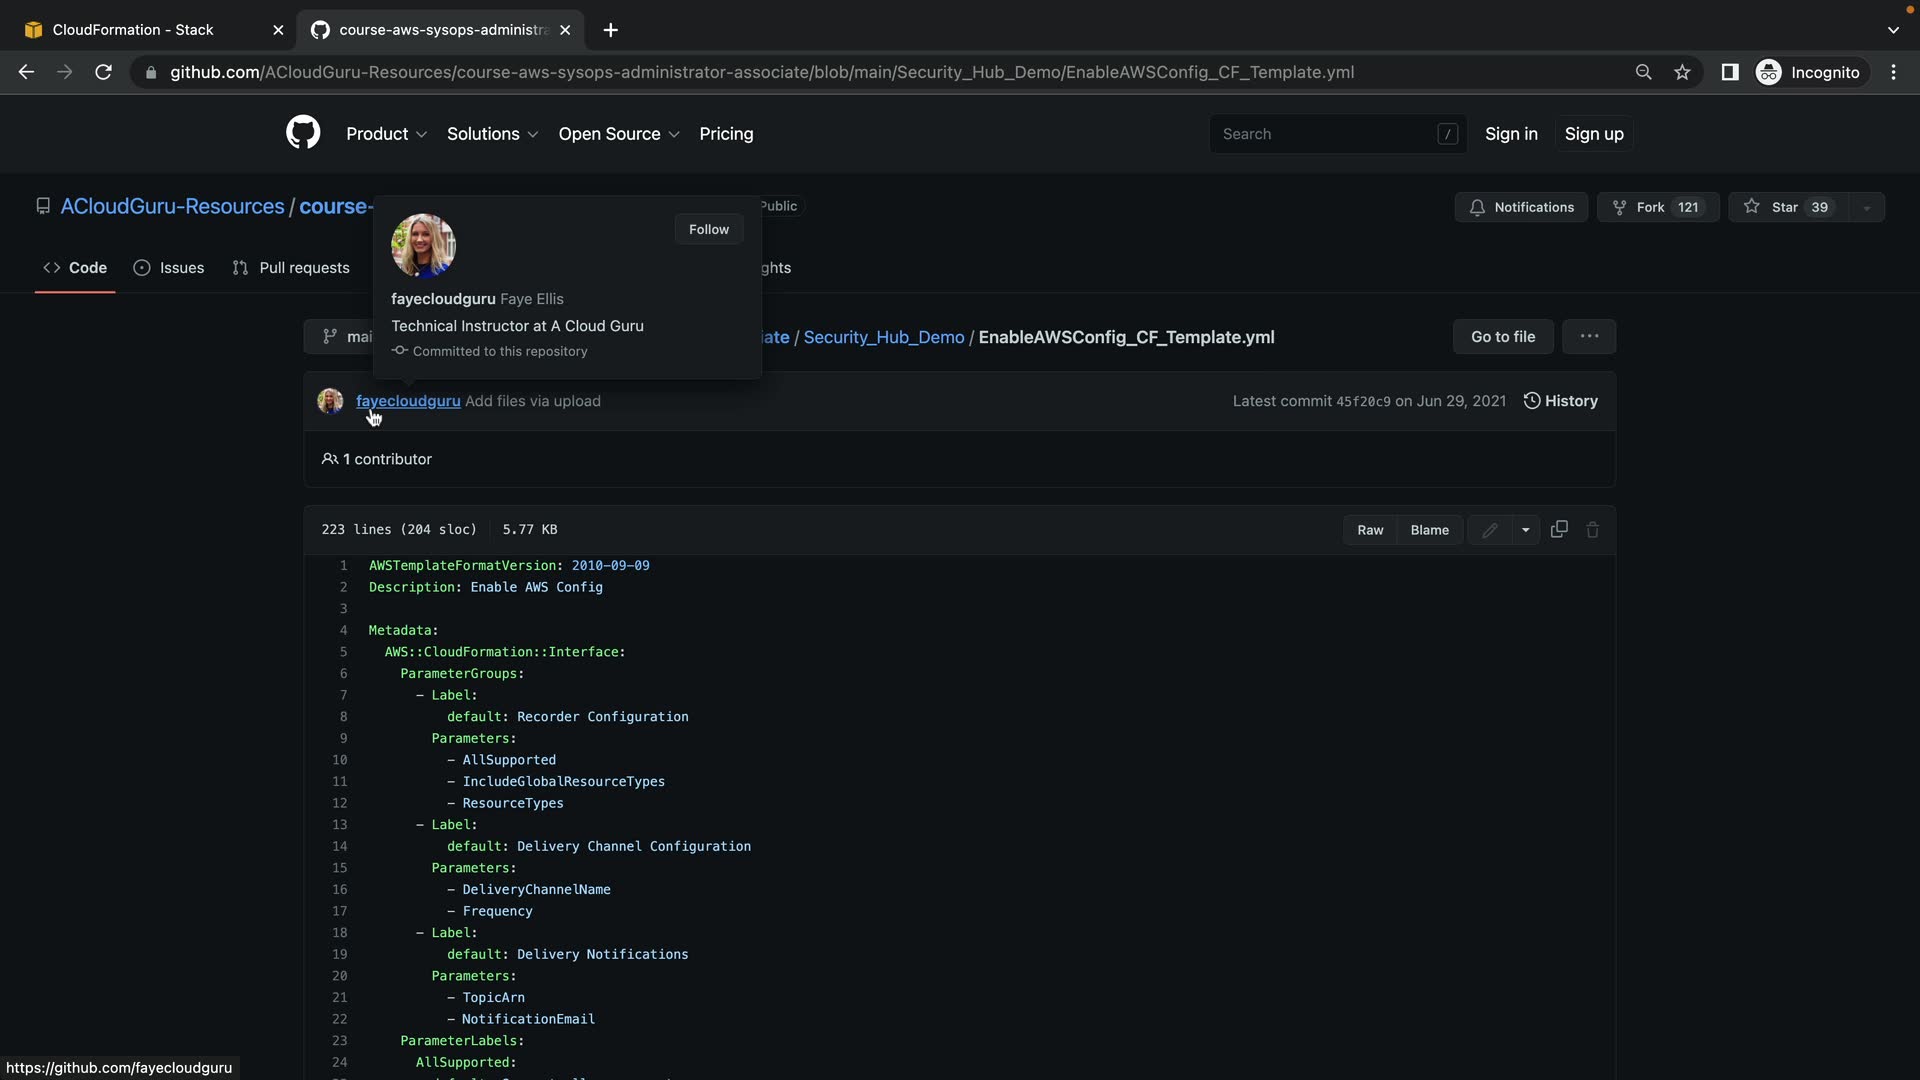 CloudFormation - Stack
course-aws-sysops-administra
github.com/ACloudGuru-Resources/course-aws-sysops-administrator-associate/blob/main/Security_Hub_Demo/EnableAWSConfig_CF_Template.yml
Incognito
Product
Solutions
Open Source
Pricing
Search
/
Sign in
Sign up
ACloudGuru-Resources / course-
Public
Notifications
Fork 121
Star 39
Code
Issues
Pull requests
ghts
Follow
fayecloudguru Faye Ellis
Technical Instructor at A Cloud Guru
Committed to this repository
mai
iate / Security_Hub_Demo / EnableAWSConfig_CF_Template.yml
Go to file
fayecloudguru Add files via upload
Latest commit 45f20c9 on Jun 29, 2021
History
1 contributor
223 lines (204 sloc)
5.77 KB
Raw
Blame
1 AWSTemplateFormatVersion: 2010-09-09
2 Description: Enable AWS Config
3
4 Metadata:
5 AWS::CloudFormation::Interface:
6 ParameterGroups:
7 - Label:
8 default: Recorder Configuration
9 Parameters:
10 - AllSupported
11 - IncludeGlobalResourceTypes
12 - ResourceTypes
13 - Label:
14 default: Delivery Channel Configuration
15 Parameters:
16 - DeliveryChannelName
17 - Frequency
18 - Label:
19 default: Delivery Notifications
20 Parameters:
21 - TopicArn
22 - NotificationEmail
23 ParameterLabels:
24 AllSupported:
https://github.com/fayecloudguru